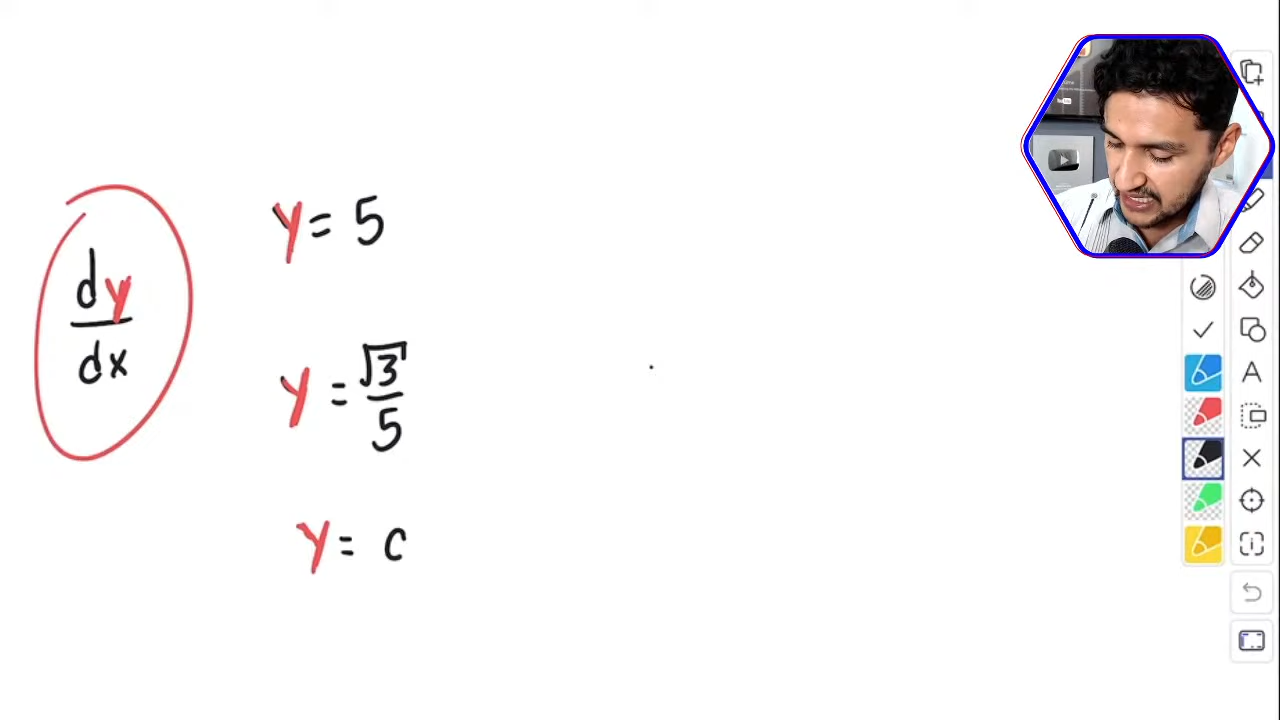 dy
dx
y = 5
y = √3
5
y = c